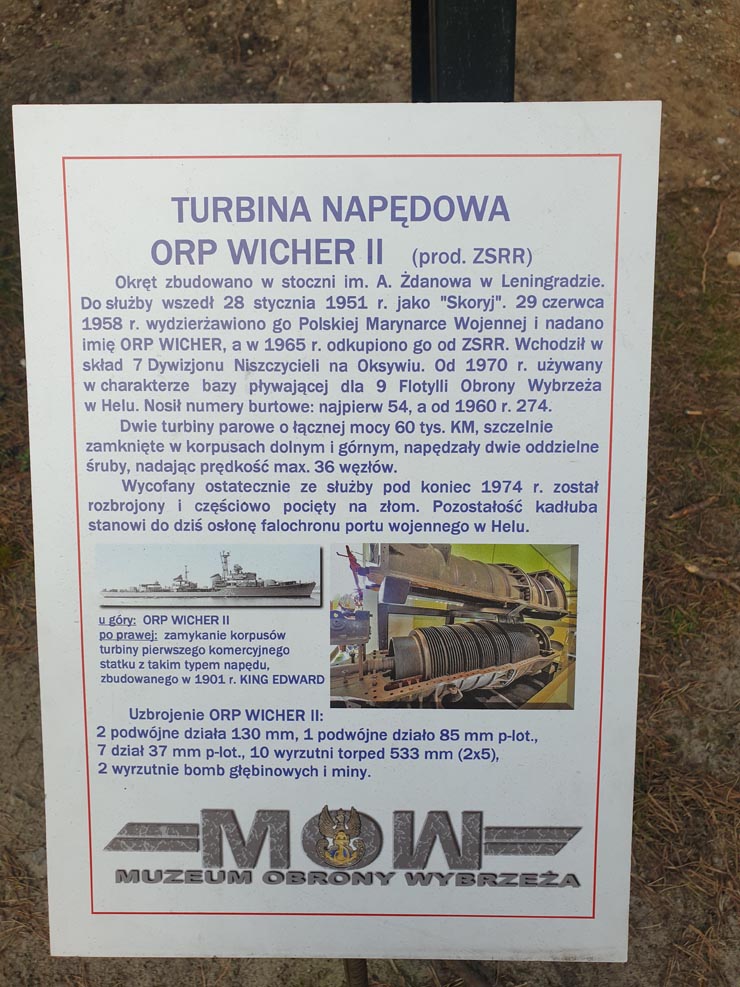 TURBINA NAPĘDOWA
ORP WICHER II (prod. ZSRR)
Okręt zbudowano w stoczni im. A. Żdanowa w Leningradzie.
Do służby wszedł 28 stycznia 1951 r. jako "Skoryj". 29 czerwca
1958 r. wydzierżawiono go Polskiej Marynarce Wojennej i nadano
imię ORP WICHER, a w 1965 r. odkupiono go od ZSRR. Wchodził w
skład 7 Dywizjonu Niszczycieli na Oksywiu. Od 1970 r. używany
w charakterze bazy pływającej dla 9 Flotylli Obrony Wybrzeża
w Helu. Nosił numery burtowe: najpierw 54, a od 1960 r. 274.
Dwie turbiny parowe o łącznej mocy 60 tys. KM, szczelnie
zamknięte w korpusach dolnym i górnym, napędzały dwie oddzielne
śruby, nadając prędkość max. 36 węzłów.
Wycofany ostatecznie ze służby pod koniec 1974 r. został
rozbrojony i częściowo pocięty na złom. Pozostałość kadłuba
stanowi do dziś osłonę falochronu portu wojennego w Helu.
u góry: ORP WICHER II
po prawej: zamykanie korpusów
turbiny pierwszego komercyjnego
statku z takim typem napędu,
zbudowanego w 1901 r. KING EDWARD
Uzbrojenie ORP WICHER II:
2 podwójne działa 130 mm, 1 podwójne działo 85 mm p-lot.,
7 dział 37 mm p-lot., 10 wyrzutni torped 533 mm (2x5),
2 wyrzutnie bomb głębinowych i miny.
MOW
MUZEUM OBRONY WYBRZEŻA